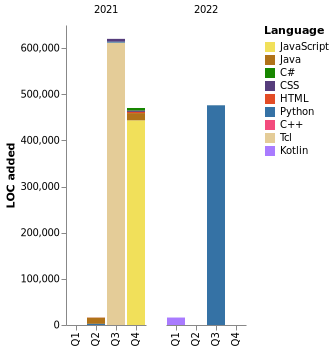 2021 2022
Language
JavaScript
Java
C#
CSS
HTML
Python
C++
Tcl
Kotlin
LOC added
600,000
500,000
400,000
300,000
200,000
100,000
0
Q1 Q2 Q3 Q4 Q1 Q2 Q3 Q4